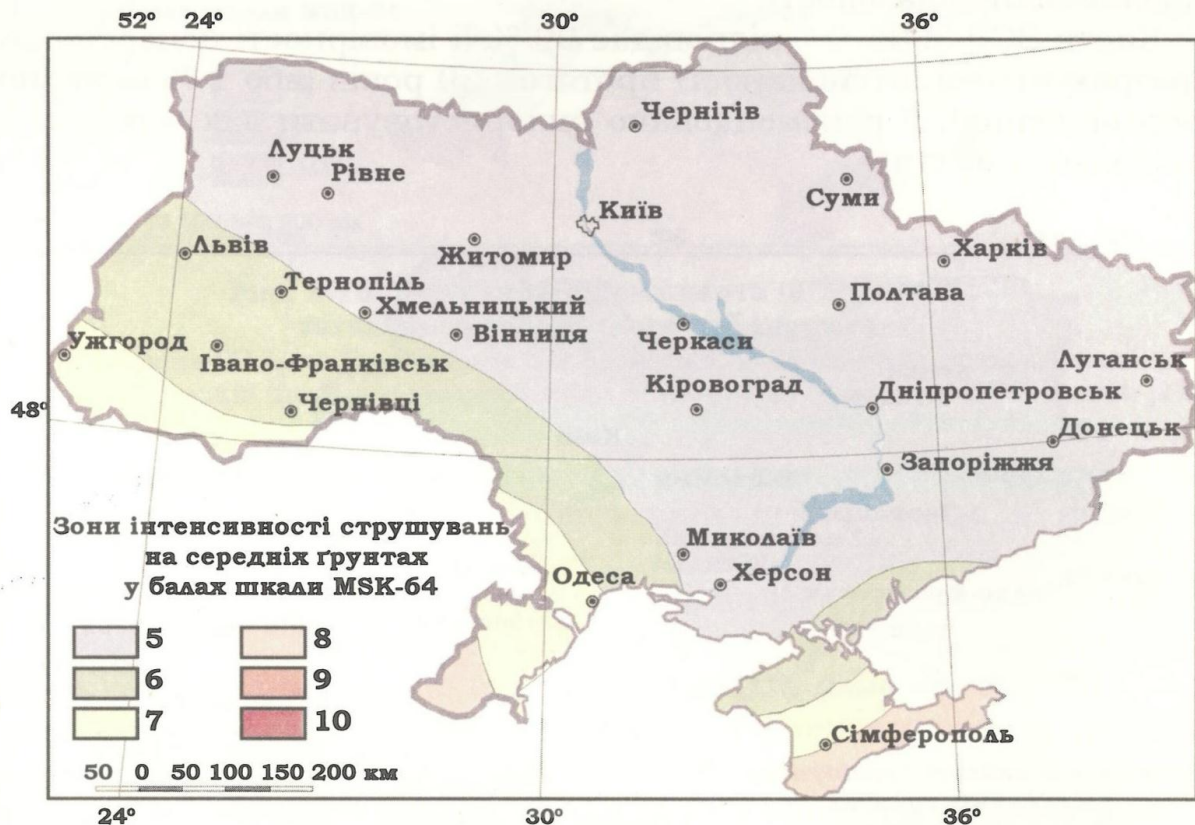 52° 24° 30° 36°
Чернігів
Луцьк
Рівне
Суми
Київ
Львів
Житомир
Харків
Тернопіль
Полтава
Хмельницький
Вінниця
Черкаси
Ужгород
Івано-Франківськ
Луганськ
Кіровоград
Дніпропетровськ
48°
Чернівці
Донецьк
Запоріжжя
Зони інтенсивності струшувань
на середніх ґрунтах
у балах шкали MSK-64
Миколаїв
Одеса
Херсон
5 8
6 9
7 10
Сімферополь
50 0 50 100 150 200 км
24° 30° 36°